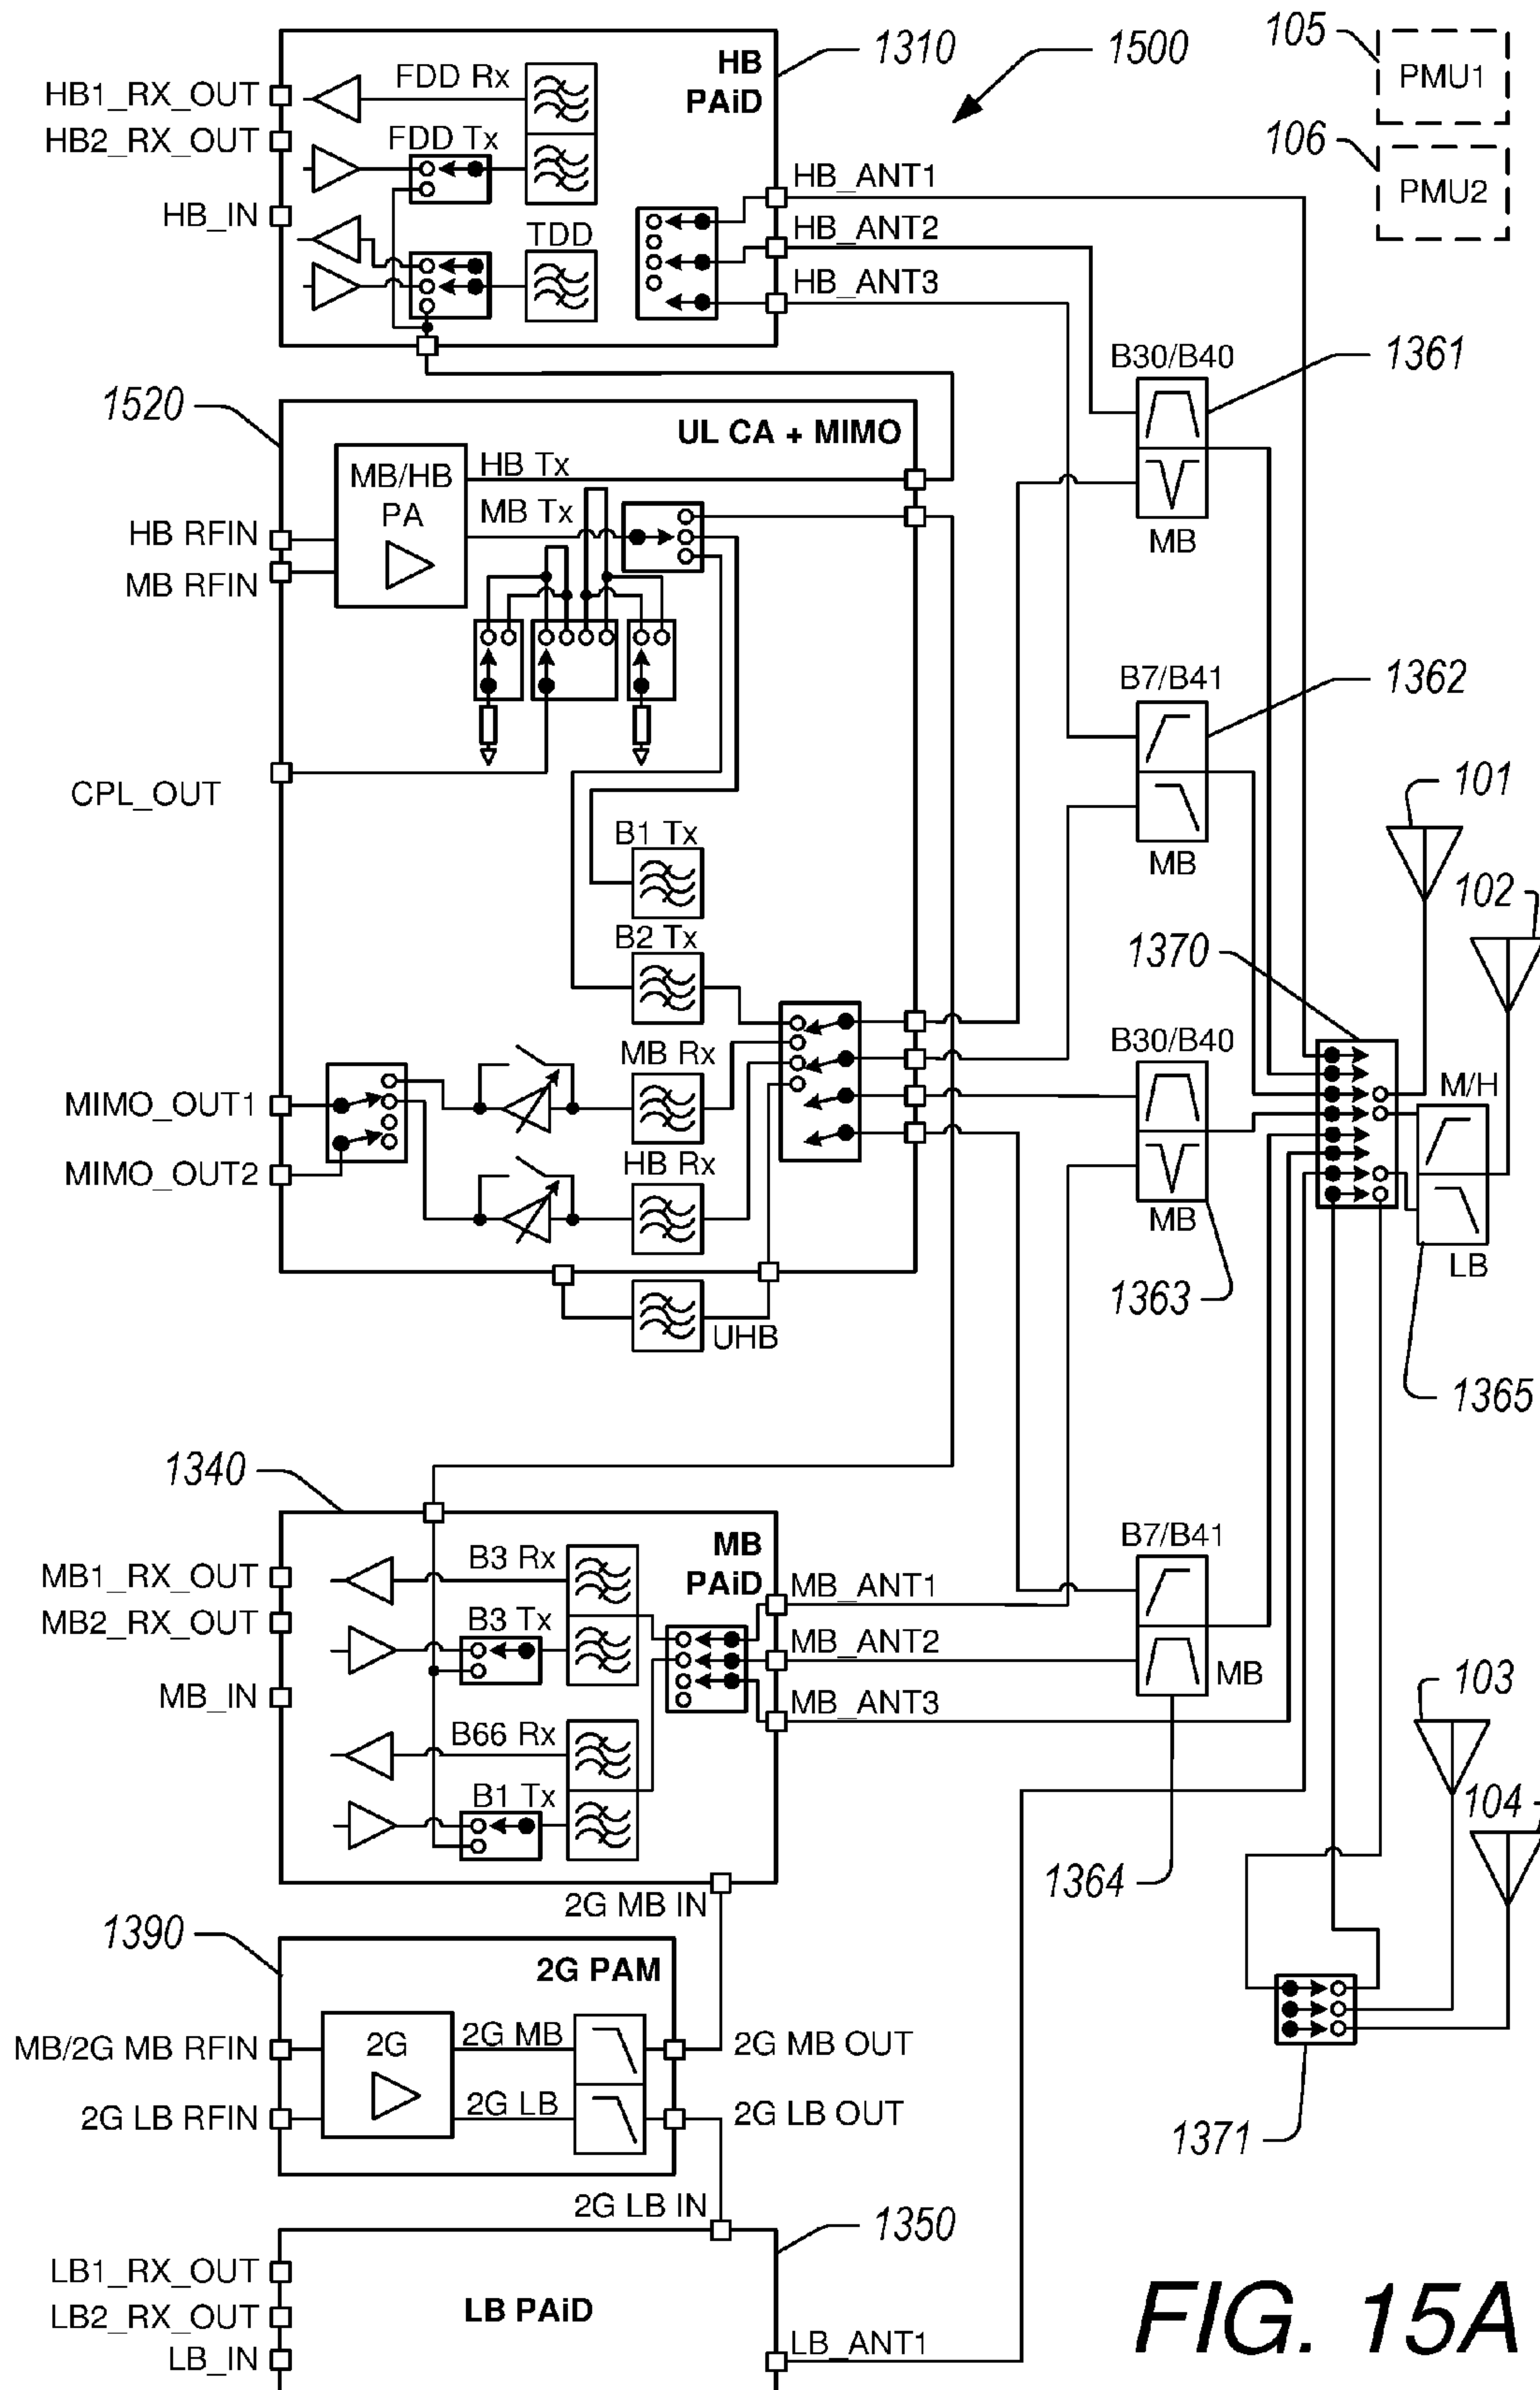 1310
1500
105
PMU1
106
PMU2
HB
PAiD
HB1_RX_OUT
FDD Rx
HB2_RX_OUT
FDD Tx
HB_IN
TDD
HB_ANT1
HB_ANT2
HB_ANT3
B30/B40
1361
MB
1520
UL CA + MIMO
MB/HB
PA
HB Tx
MB Tx
HB RFIN
MB RFIN
B7/B41
1362
MB
CPL_OUT
101
102
B1 Tx
B2 Tx
1370
B30/B40
MB
1363
M/H
LB
1365
MB Rx
HB Rx
MIMO_OUT1
MIMO_OUT2
UHB
1340
MB
PAiD
MB1_RX_OUT
B3 Rx
MB2_RX_OUT
B3 Tx
MB_IN
B66 Rx
B1 Tx
MB_ANT1
MB_ANT2
MB_ANT3
B7/B41
MB
1364
103
104
2G MB IN
1390
2G PAM
MB/2G MB RFIN
2G
2G MB
2G MB OUT
2G LB RFIN
2G LB
2G LB OUT
1371
2G LB IN
1350
LB1_RX_OUT
LB2_RX_OUT
LB PAiD
LB_IN
LB_ANT1
FIG. 15A